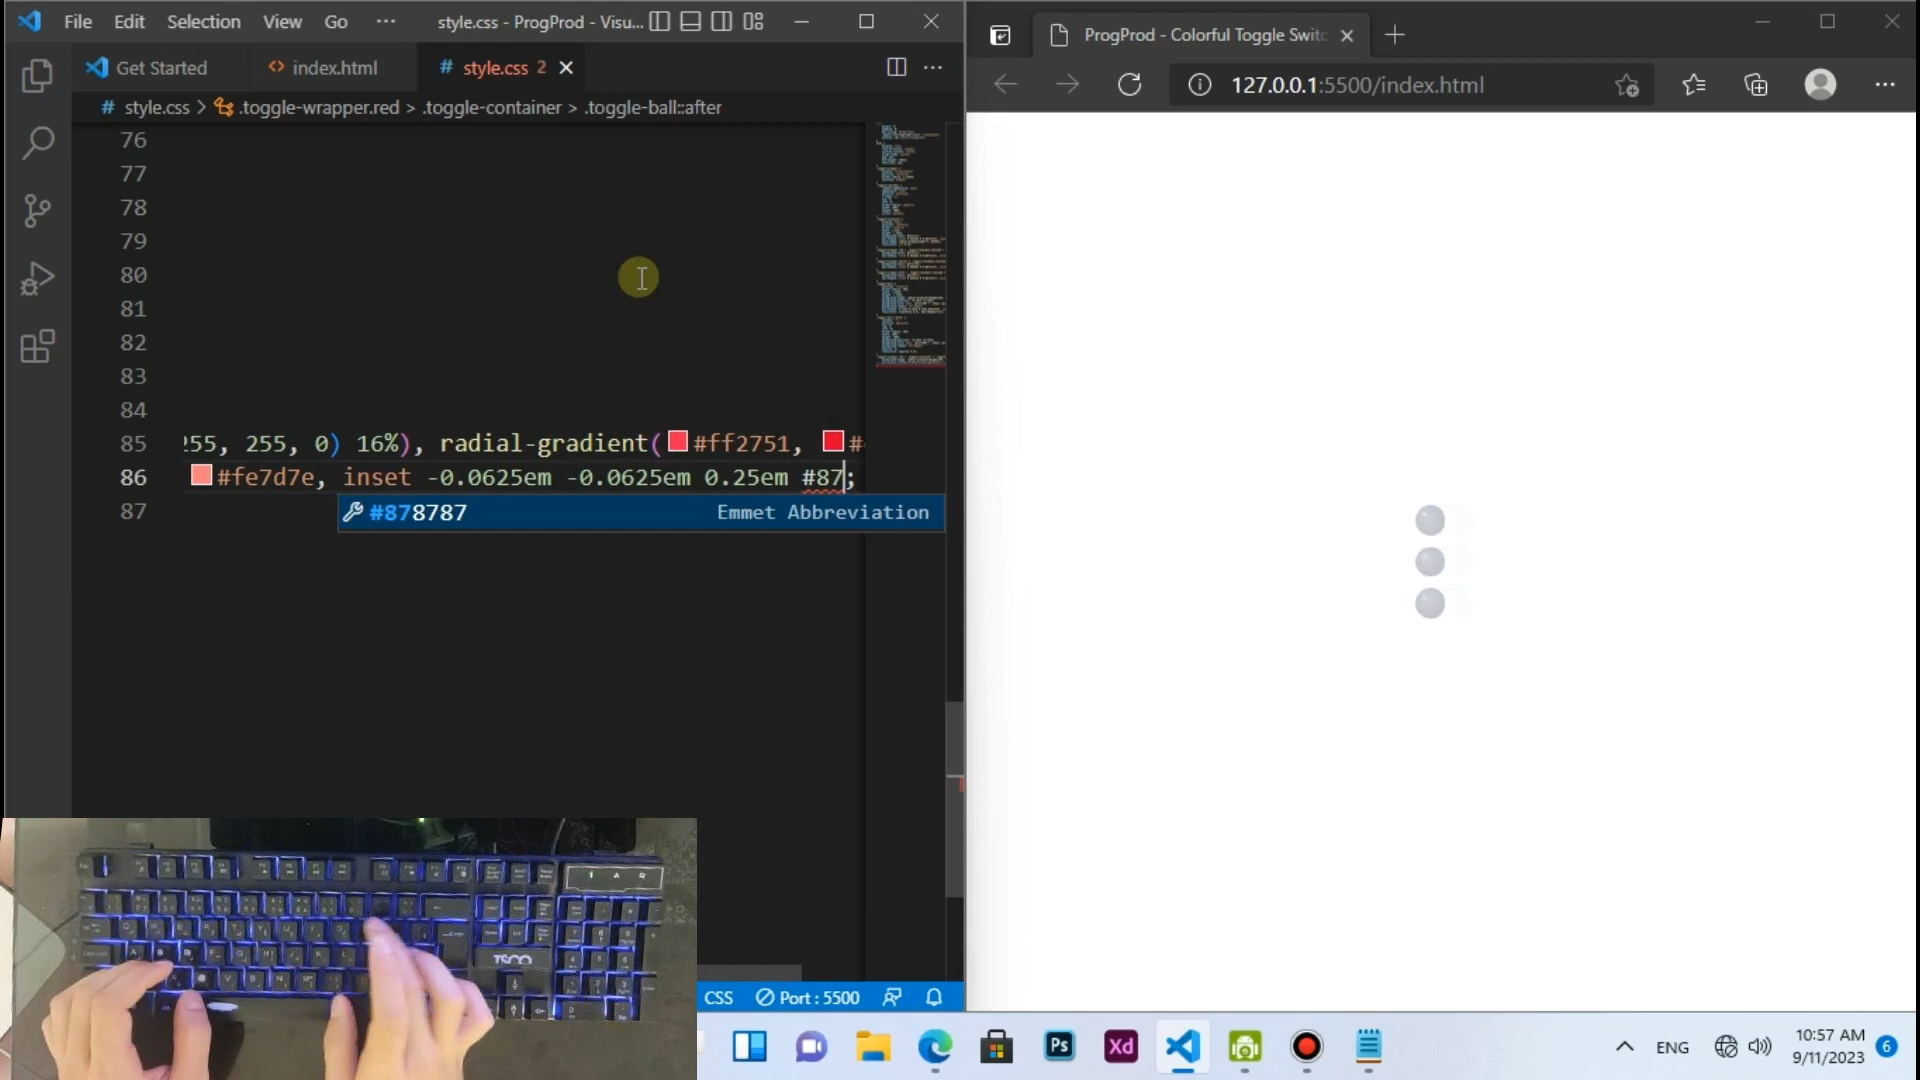 File Edit Selection View Go ··· style.css - ProgProd - Visu...
Get Started index.html # style.css 2
# style.css > .toggle-wrapper.red > .toggle-container > .toggle-ball::after
76
77
78
79
80
81
82
83
84
85 255, 255, 0) 16%), radial-gradient( #ff2751, #
86 #fe7d7e, inset -0.0625em -0.0625em 0.25em #87;
87 #878787 Emmet Abbreviation
CSS Port : 5500
ProgProd - Colorful Toggle Switc
127.0.0.1:5500/index.html
TSCO
Ps Xd
ENG
10:57 AM
9/11/2023
6